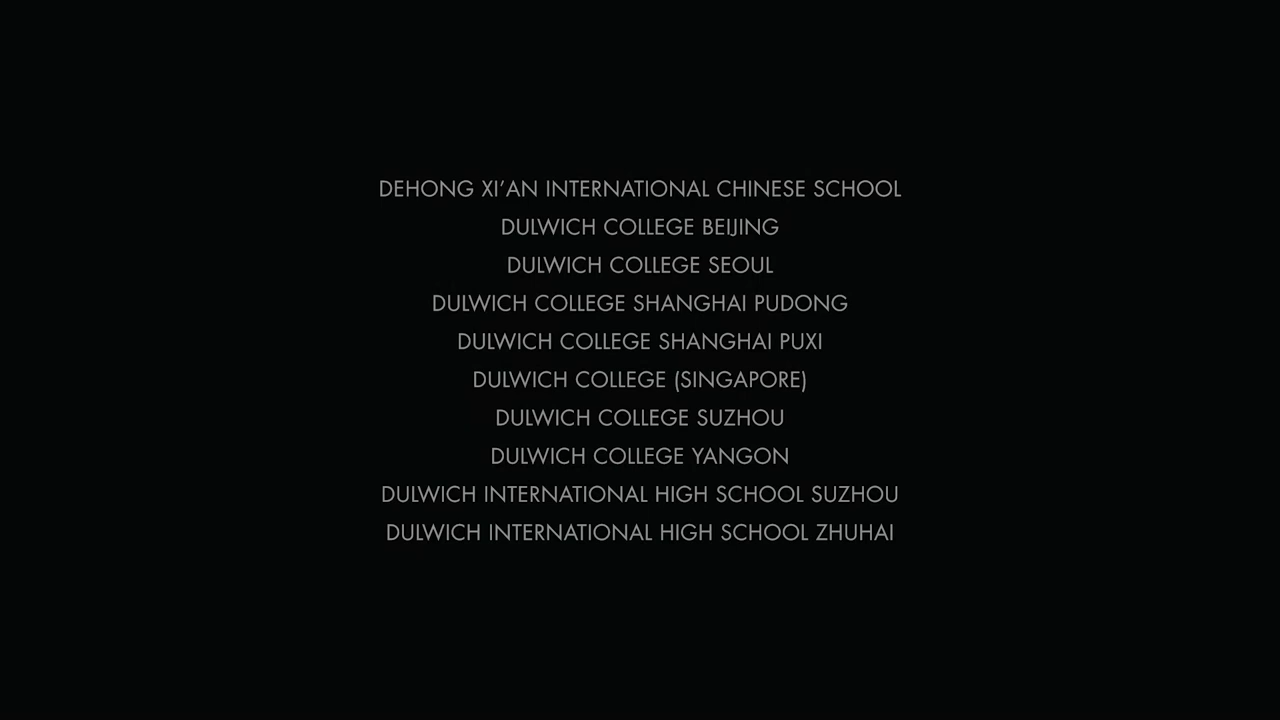 DEHONG XI’AN INTERNATIONAL CHINESE SCHOOL
DULWICH COLLEGE BEIJING
DULWICH COLLEGE SEOUL
DULWICH COLLEGE SHANGHAI PUDONG
DULWICH COLLEGE SHANGHAI PUXI
DULWICH COLLEGE (SINGAPORE)
DULWICH COLLEGE SUZHOU
DULWICH COLLEGE YANGON
DULWICH INTERNATIONAL HIGH SCHOOL SUZHOU
DULWICH INTERNATIONAL HIGH SCHOOL ZHUHAI